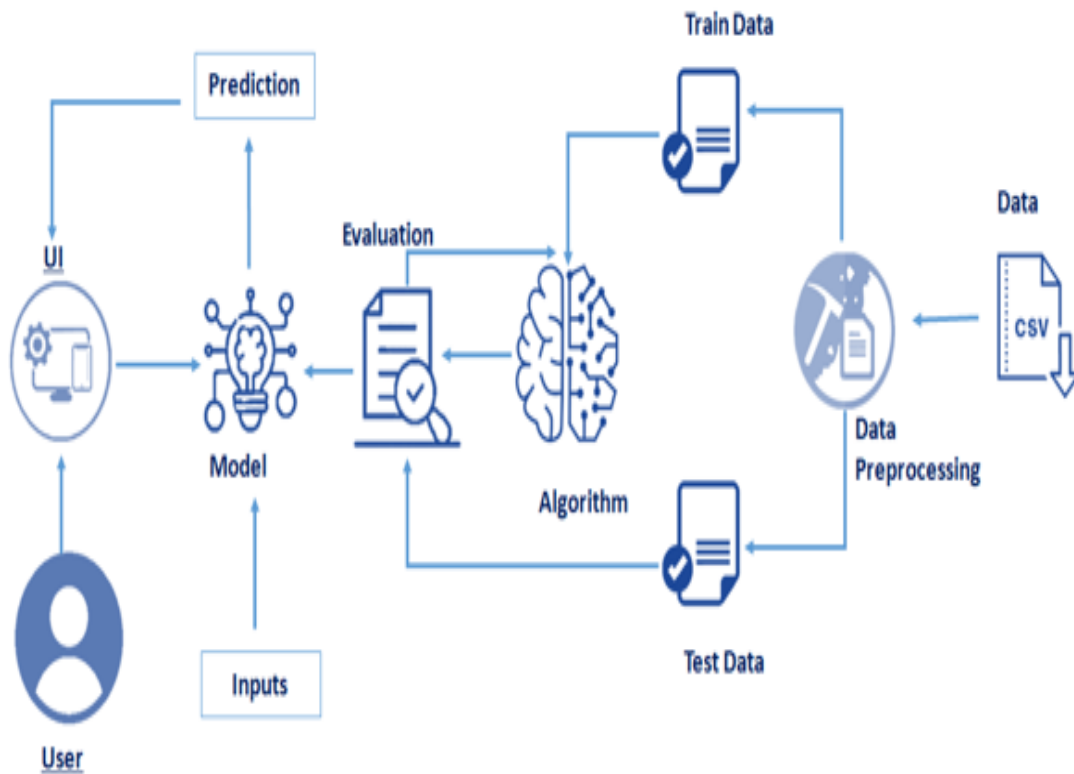 Train Data
Prediction
Data
Evaluation
UI
CSV
Model
Data
Preprocessing
Algorithm
Inputs
Test Data
User